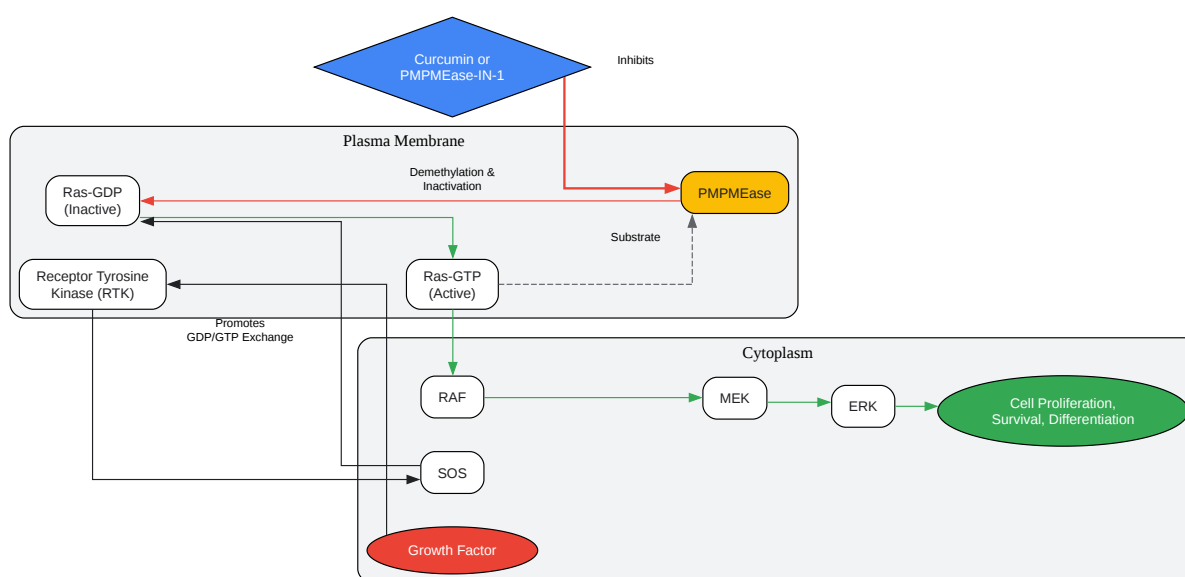 Curcumin or
PMPMEase-IN-1
Inhibits
Plasma Membrane
Demethylation &
Inactivation
Ras-GDP
(Inactive)
PMPMEase
Substrate
Receptor Tyrosine
Kinase (RTK)
Ras-GTP
(Active)
Promotes
GDP/GTP Exchange
Cytoplasm
RAF
MEK
ERK
Cell Proliferation,
Survival, Differentiation
SOS
Growth Factor